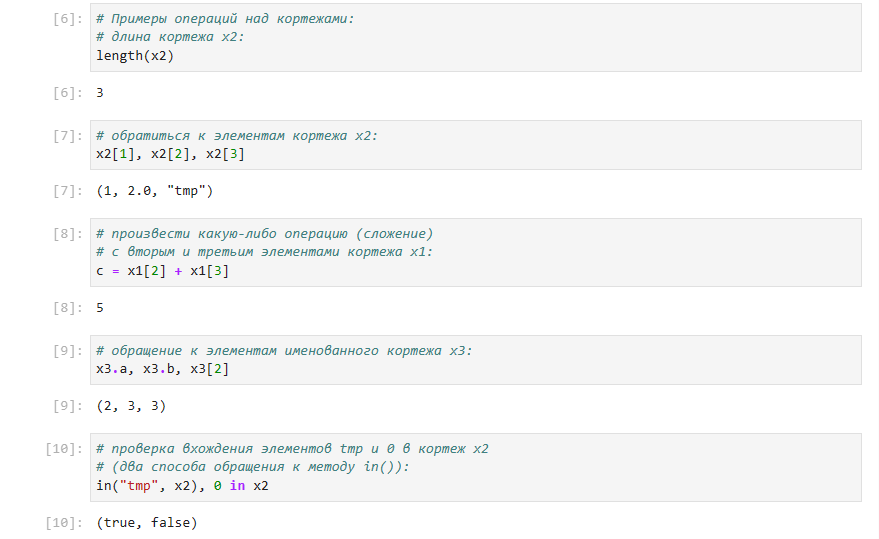 [6]: # Примеры операций над кортежами:
# длина кортежа x2:
length(x2)
[6]: 3
[7]: # обратиться к элементам кортежа x2:
x2[1], x2[2], x2[3]
[7]: (1, 2.0, "tmp")
[8]: # произвести какую-либо операцию (сложение)
# с вторым и третьим элементами кортежа x1:
c = x1[2] + x1[3]
[8]: 5
[9]: # обращение к элементам именованного кортежа x3:
x3.a, x3.b, x3[2]
[9]: (2, 3, 3)
[10]: # проверка вхождения элементов tmp и 0 в кортеж x2
# (два способа обращения к методу in()):
in("tmp", x2), 0 in x2
[10]: (true, false)